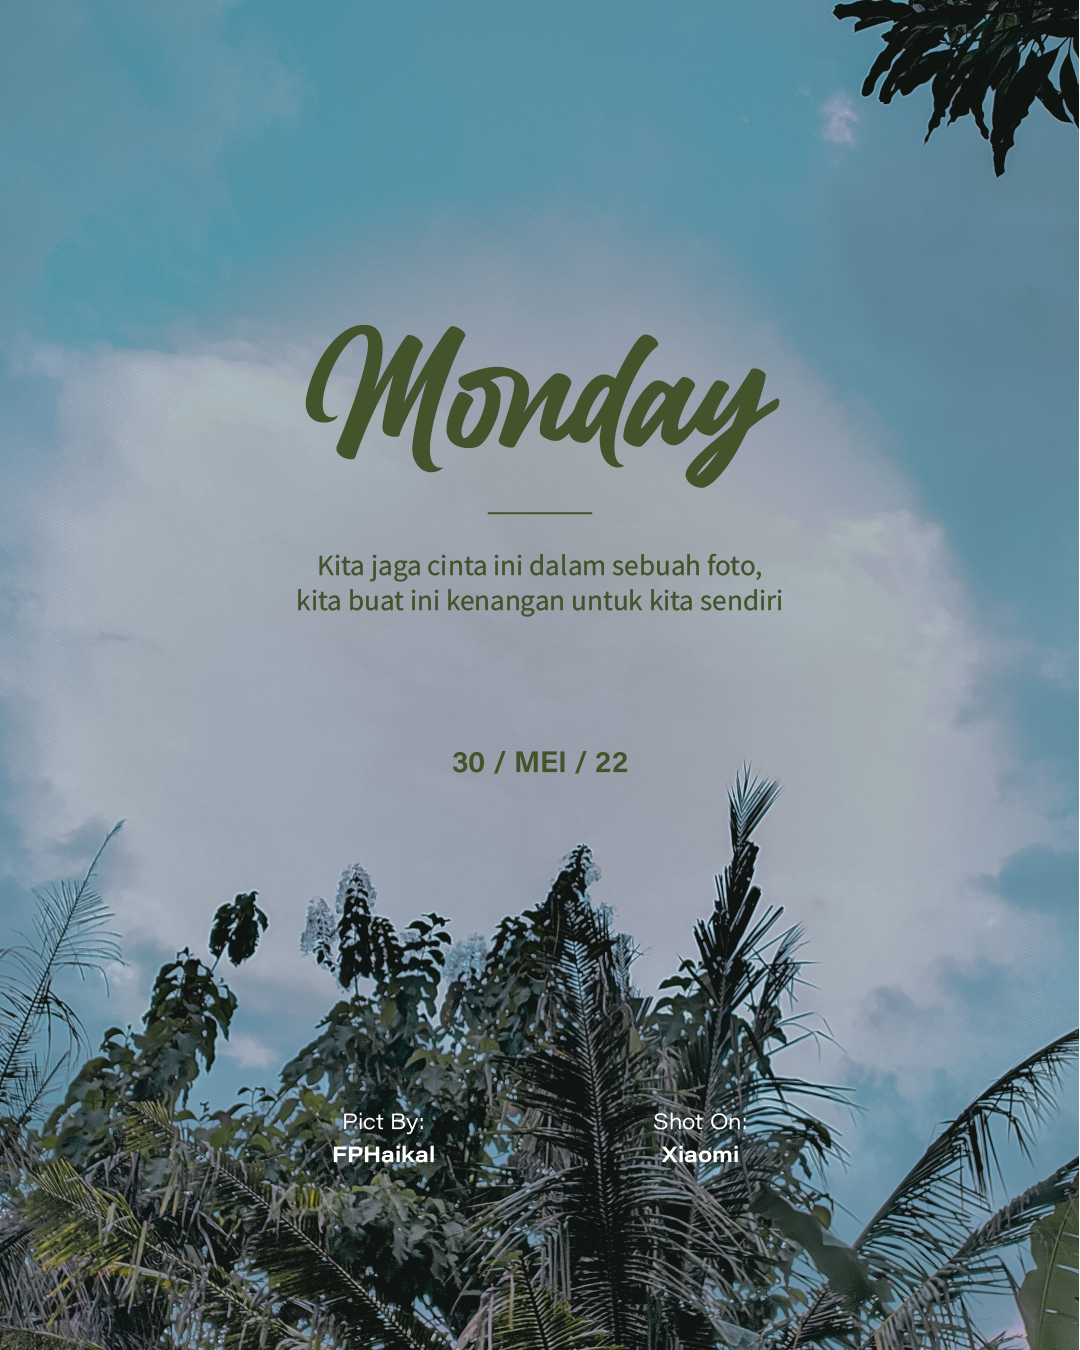 Monday
Kita jaga cinta ini dalam sebuah foto,
kita buat ini kenangan untuk kita sendiri
30 / MEI / 22
Pict By:
FPHaikal
Shot On:
Xiaomi